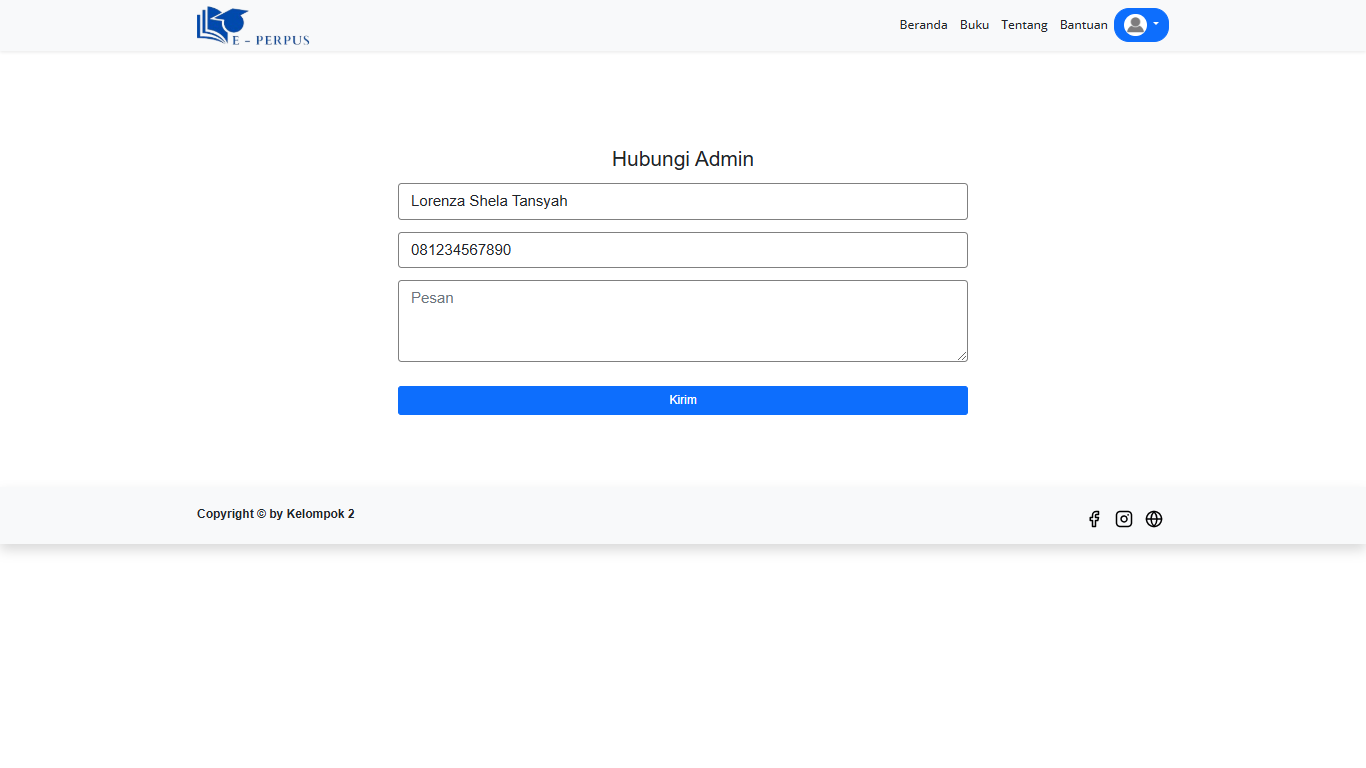 E - PERPUS
Beranda Buku Tentang Bantuan
Hubungi Admin
Lorenza Shela Tansyah
081234567890
Pesan
Kirim
Copyright © by Kelompok 2